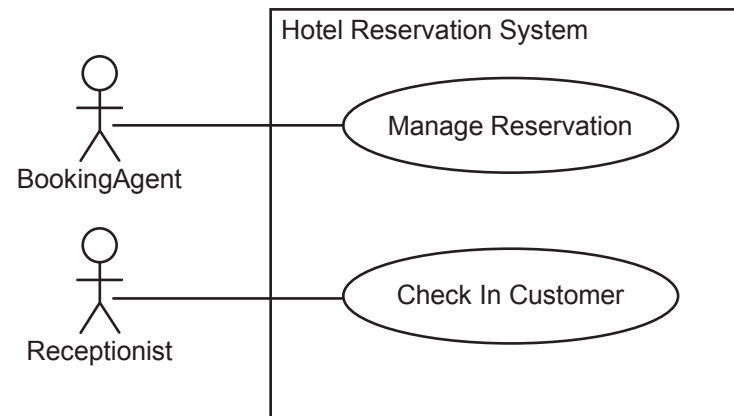 Hotel Reservation System
Manage Reservation
BookingAgent
Check In Customer
Receptionist